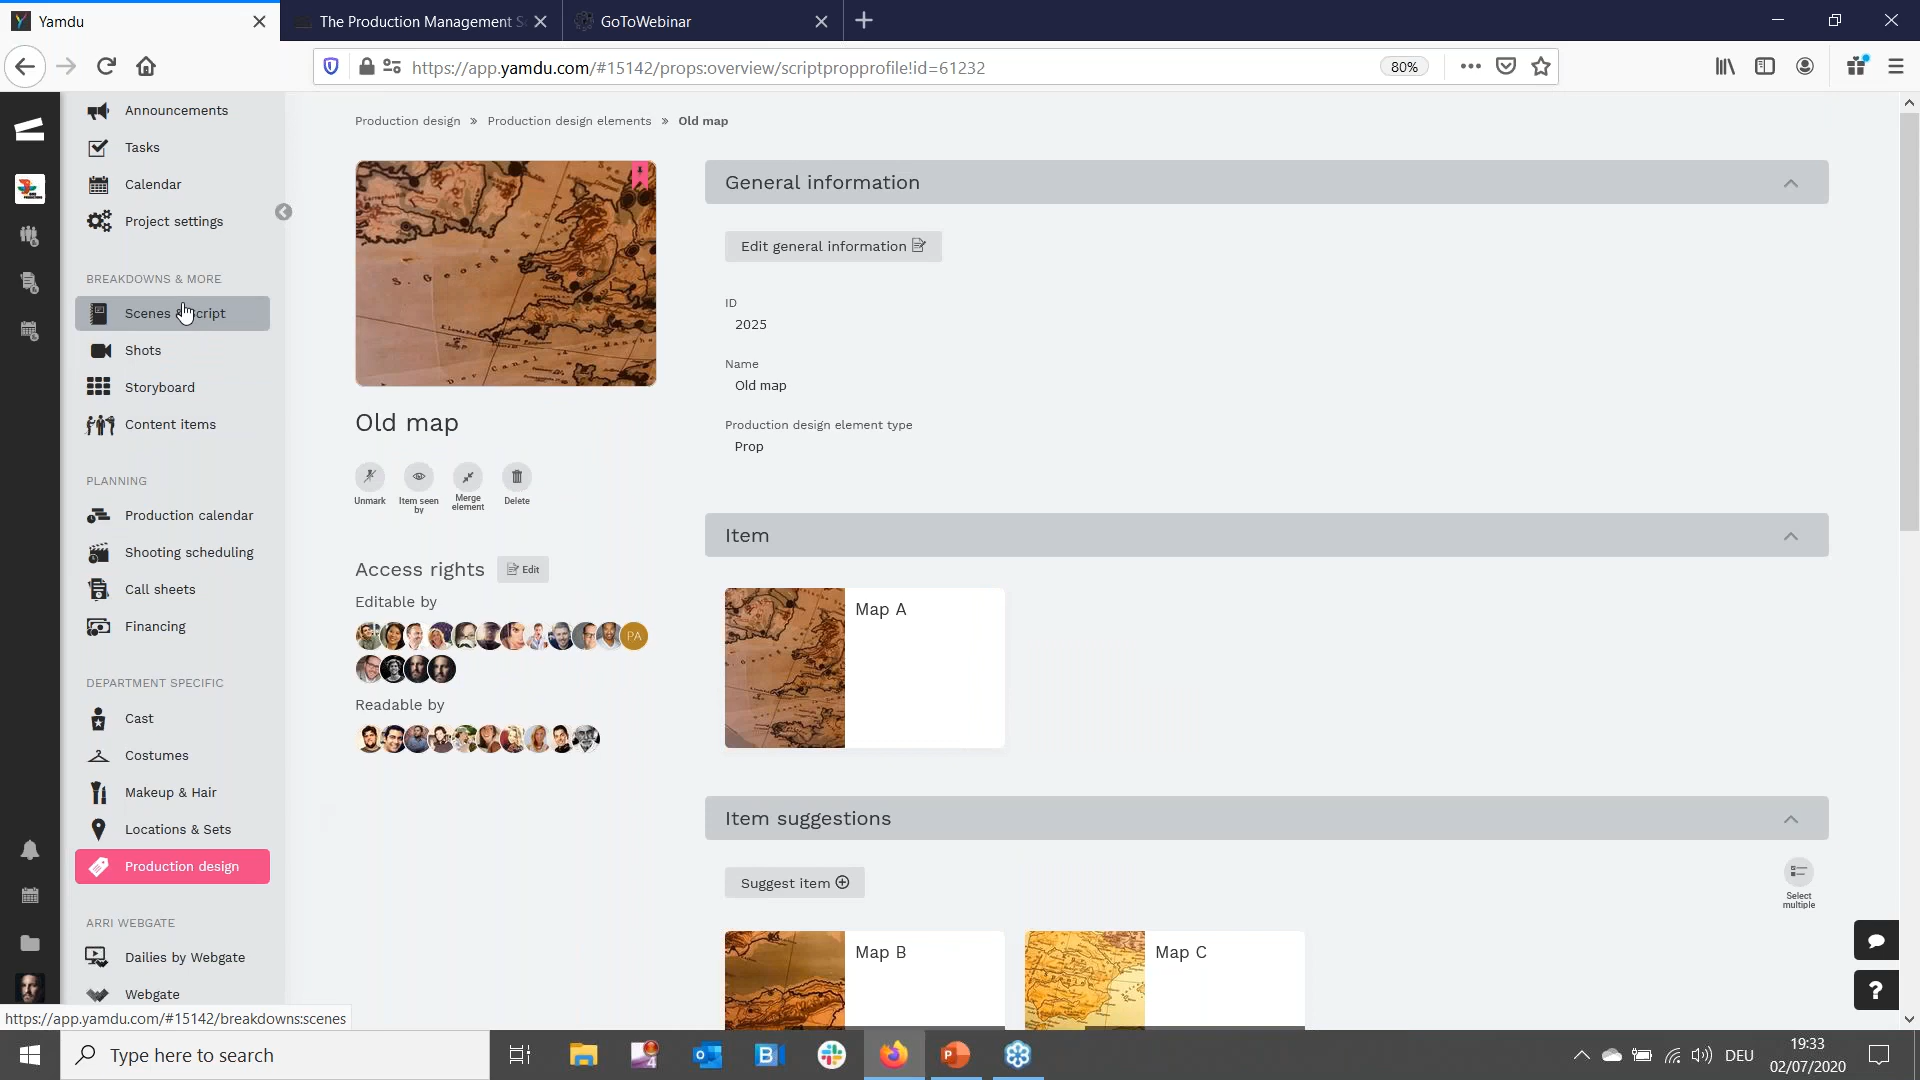 Yamdu
The Production Management S
GoToWebinar
https://app.yamdu.com/#15142/props:overview/scriptpropprofile!id=61232
80%
Announcements
Tasks
Calendar
Project settings
BREAKDOWNS & MORE
Scenes & Script
Shots
Storyboard
Content items
PLANNING
Production calendar
Shooting scheduling
Call sheets
Financing
DEPARTMENT SPECIFIC
Cast
Costumes
Makeup & Hair
Locations & Sets
Production design
ARRI WEBGATE
Dailies by Webgate
Webgate
https://app.yamdu.com/#15142/breakdowns:scenes
Production design » Production design elements » Old map
Old map
Unmark
Item seen by
Merge element
Delete
Access rights
Edit
Editable by
PA
Readable by
General information
Edit general information
ID
2025
Name
Old map
Production design element type
Prop
Item
Map A
Item suggestions
Suggest item
Select multiple
Map B
Map C
?
Type here to search
DEU
19:33
02/07/2020